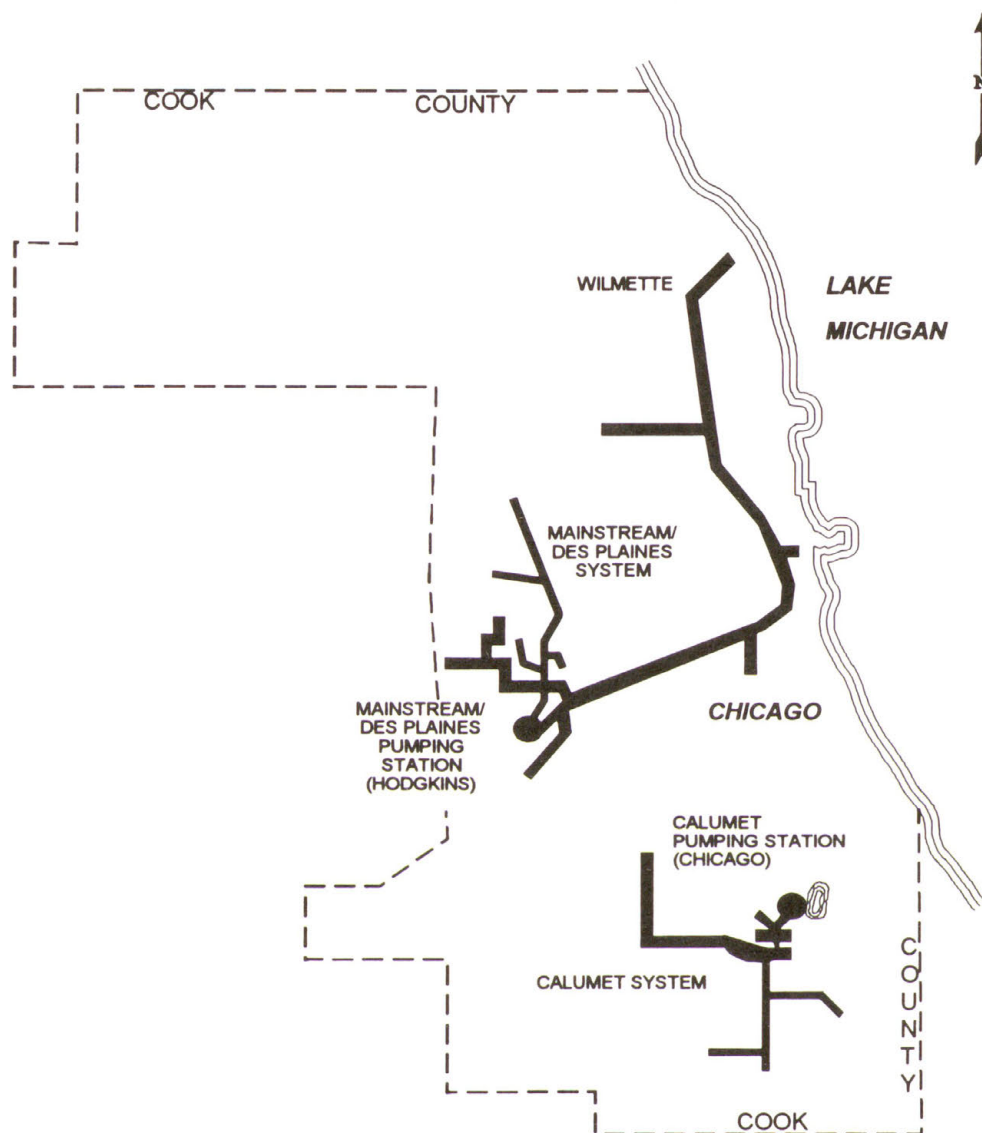 N
COOK COUNTY
WILMETTE
LAKE
MICHIGAN
MAINSTREAM/
DES PLAINES
SYSTEM
MAINSTREAM/
DES PLAINES
PUMPING
STATION
(HODGKINS)
CHICAGO
CALUMET
PUMPING STATION
(CHICAGO)
CALUMET SYSTEM
COUNTY
COOK